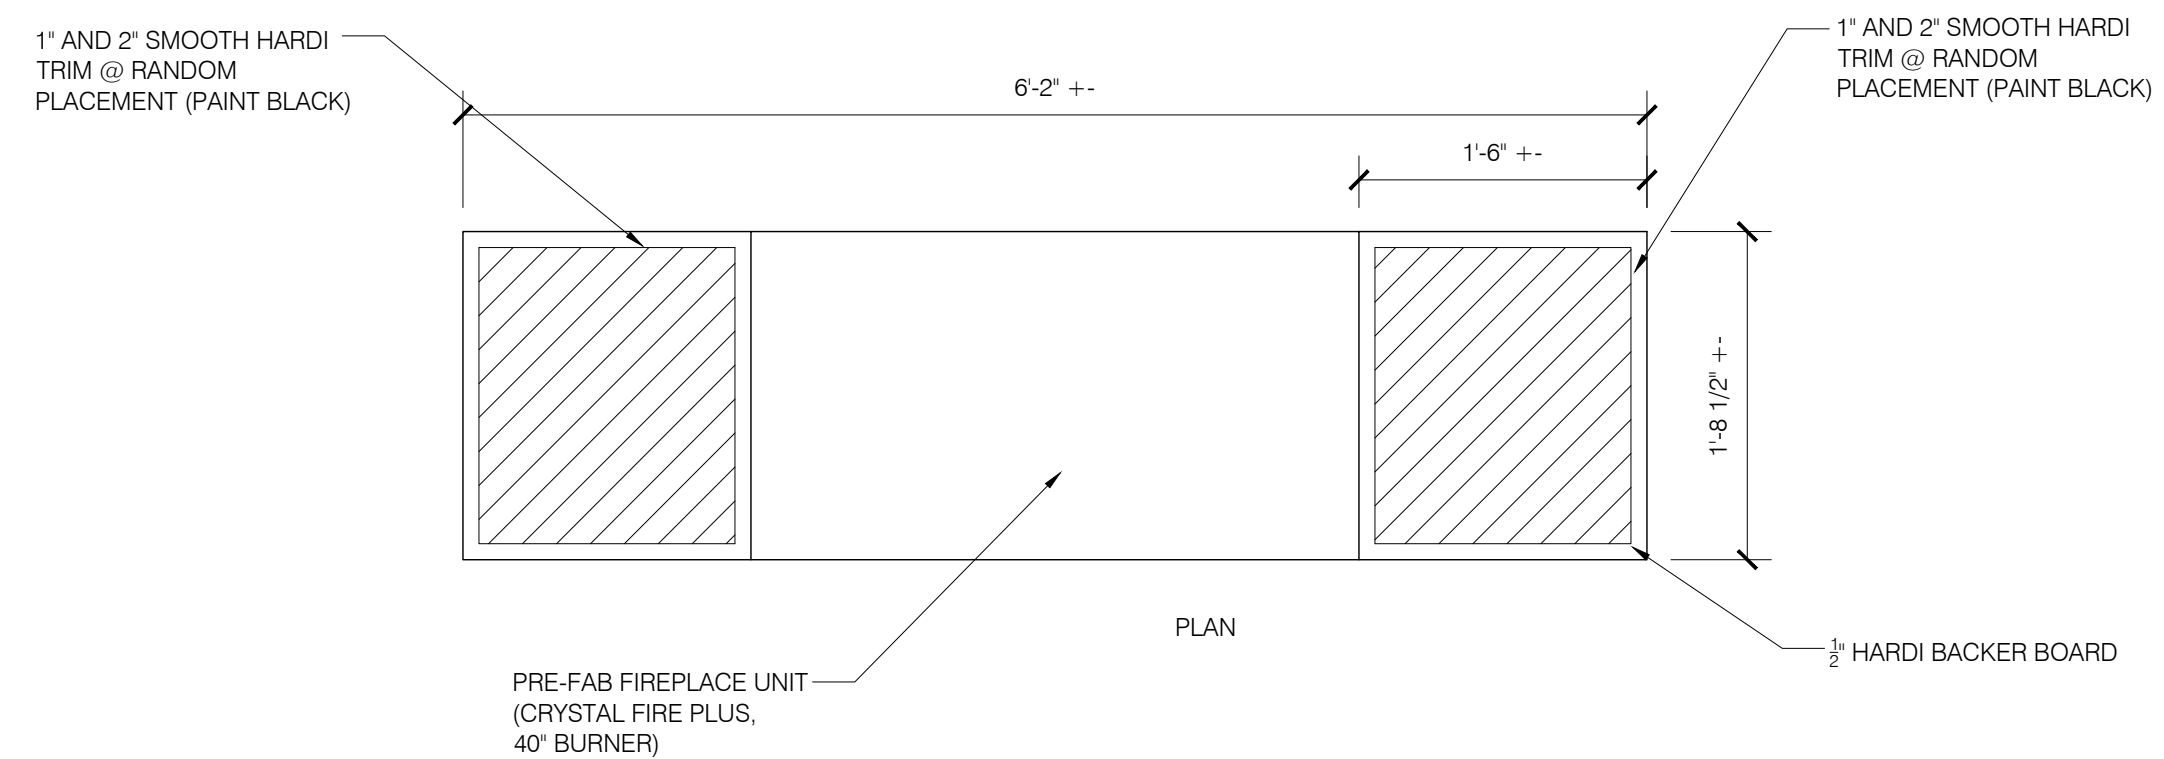 1" AND 2" SMOOTH HARDI
TRIM @ RANDOM
PLACEMENT (PAINT BLACK)
1" AND 2" SMOOTH HARDI
TRIM @ RANDOM
PLACEMENT (PAINT BLACK)
6'-2" +-
1'-6" +-
1'-8 1/2" +-
PLAN
½" HARDI BACKER BOARD
PRE-FAB FIREPLACE UNIT
(CRYSTAL FIRE PLUS,
40" BURNER)